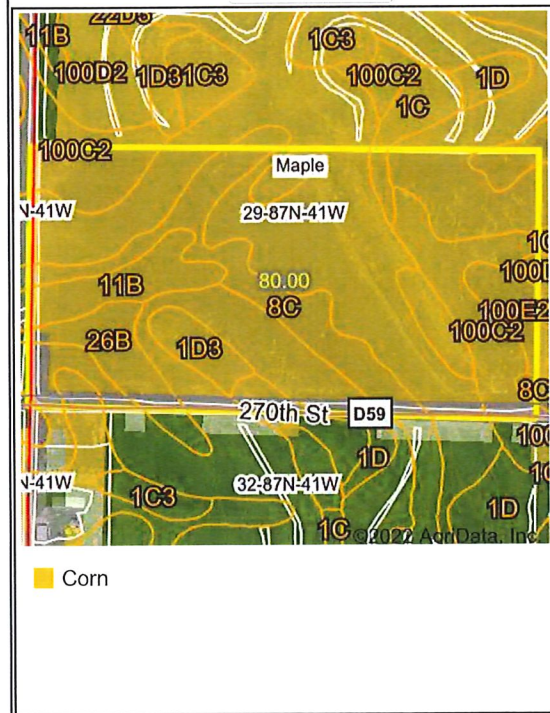 11B
1C3
100D2
1D3
1C3
100C2
1D
1C
100C2
Maple
N-41W
29-87N-41W
11B
80.00
8C
100E2
100C2
26B
1D3
8C
270th St
D59
N-41W
1C3
32-87N-41W
1D
1D
1C
©2022 AgriData, Inc.
Corn